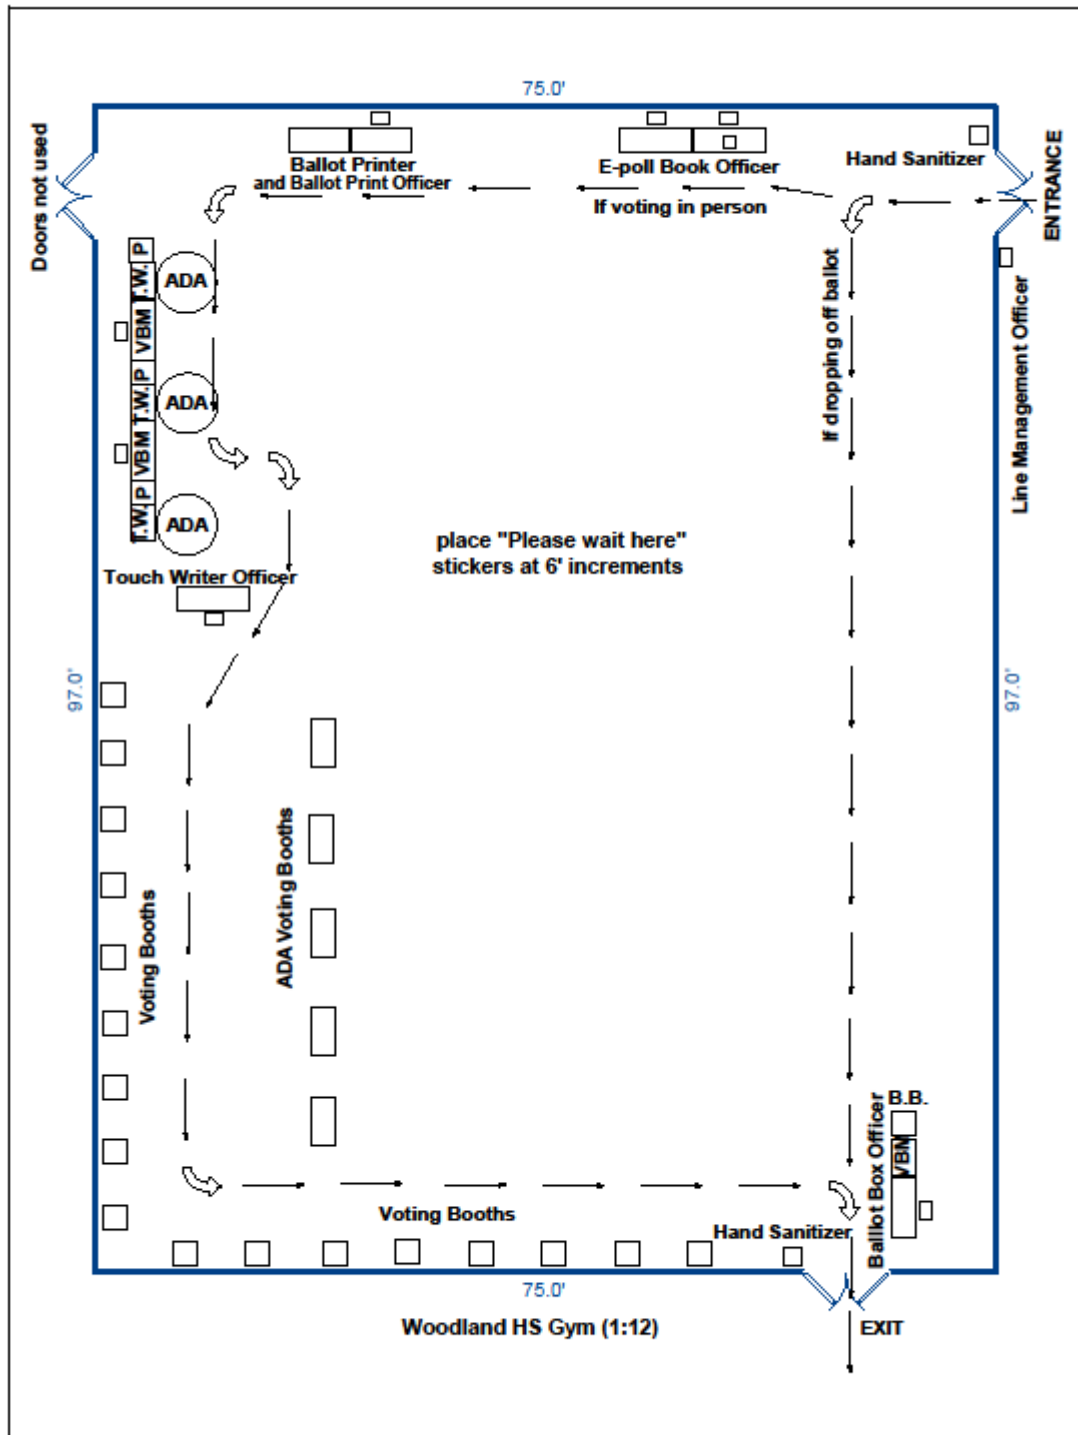 75.0'
Doors not used
Ballot Printer
and Ballot Print Officer
E-poll Book Officer
Hand Sanitizer
ENTRANCE
If voting in person
If dropping off ballot
Line Management Officer
P
T.W.
ADA
VBM
P
T.W.
ADA
VBM
P
T.W.
ADA
place "Please wait here"
stickers at 6' increments
Touch Writer Officer
97.0'
97.0'
Voting Booths
ADA Voting Booths
B.B.
VBM
Balllot Box Officer
Voting Booths
Hand Sanitizer
75.0'
Woodland HS Gym (1:12)
EXIT